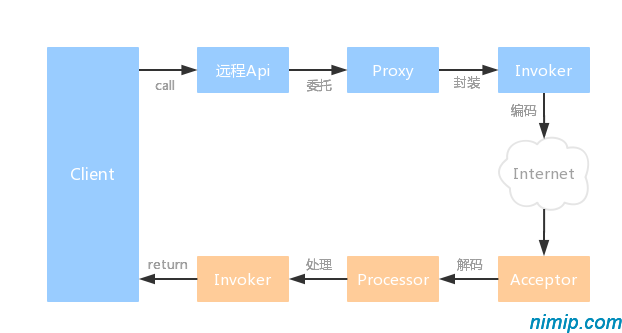 远程Api
Proxy
Invoker
call
委托
封装
编码
Client
Internet
return
处理
解码
Invoker
Processor
Acceptor
nimip.com